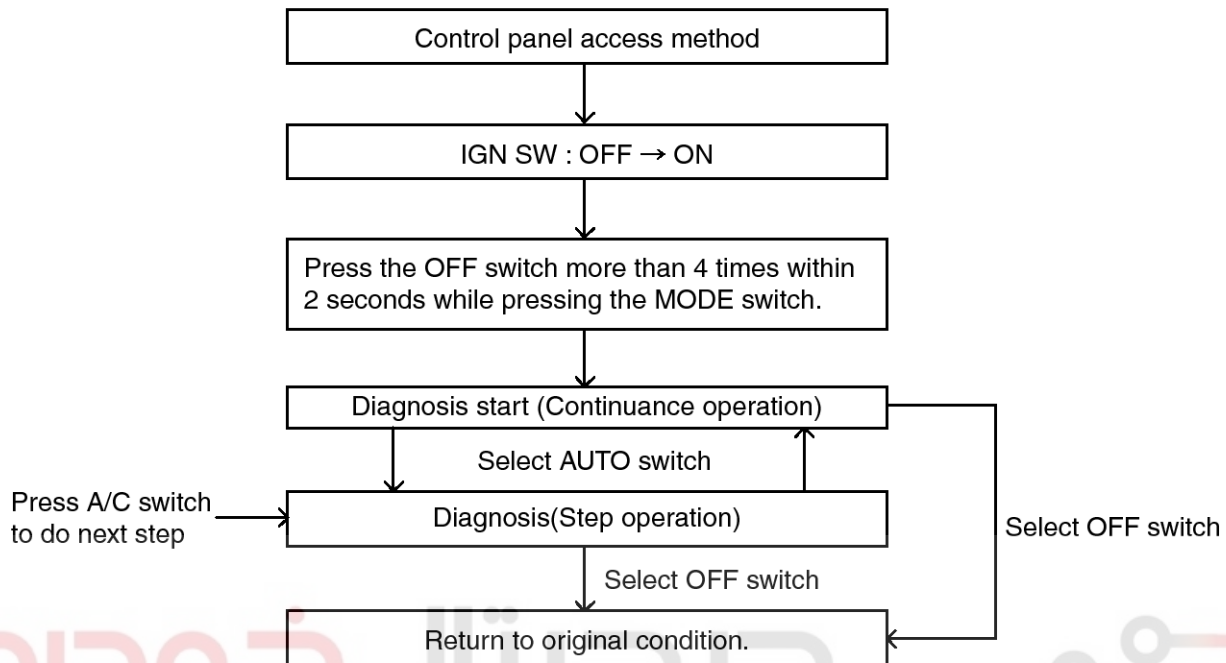 Control panel access method
IGN SW : OFF → ON
Press the OFF switch more than 4 times within
2 seconds while pressing the MODE switch.
Diagnosis start (Continuance operation)
Select AUTO switch
Press A/C switch
to do next step
Diagnosis(Step operation)
Select OFF switch
Select OFF switch
Return to original condition.